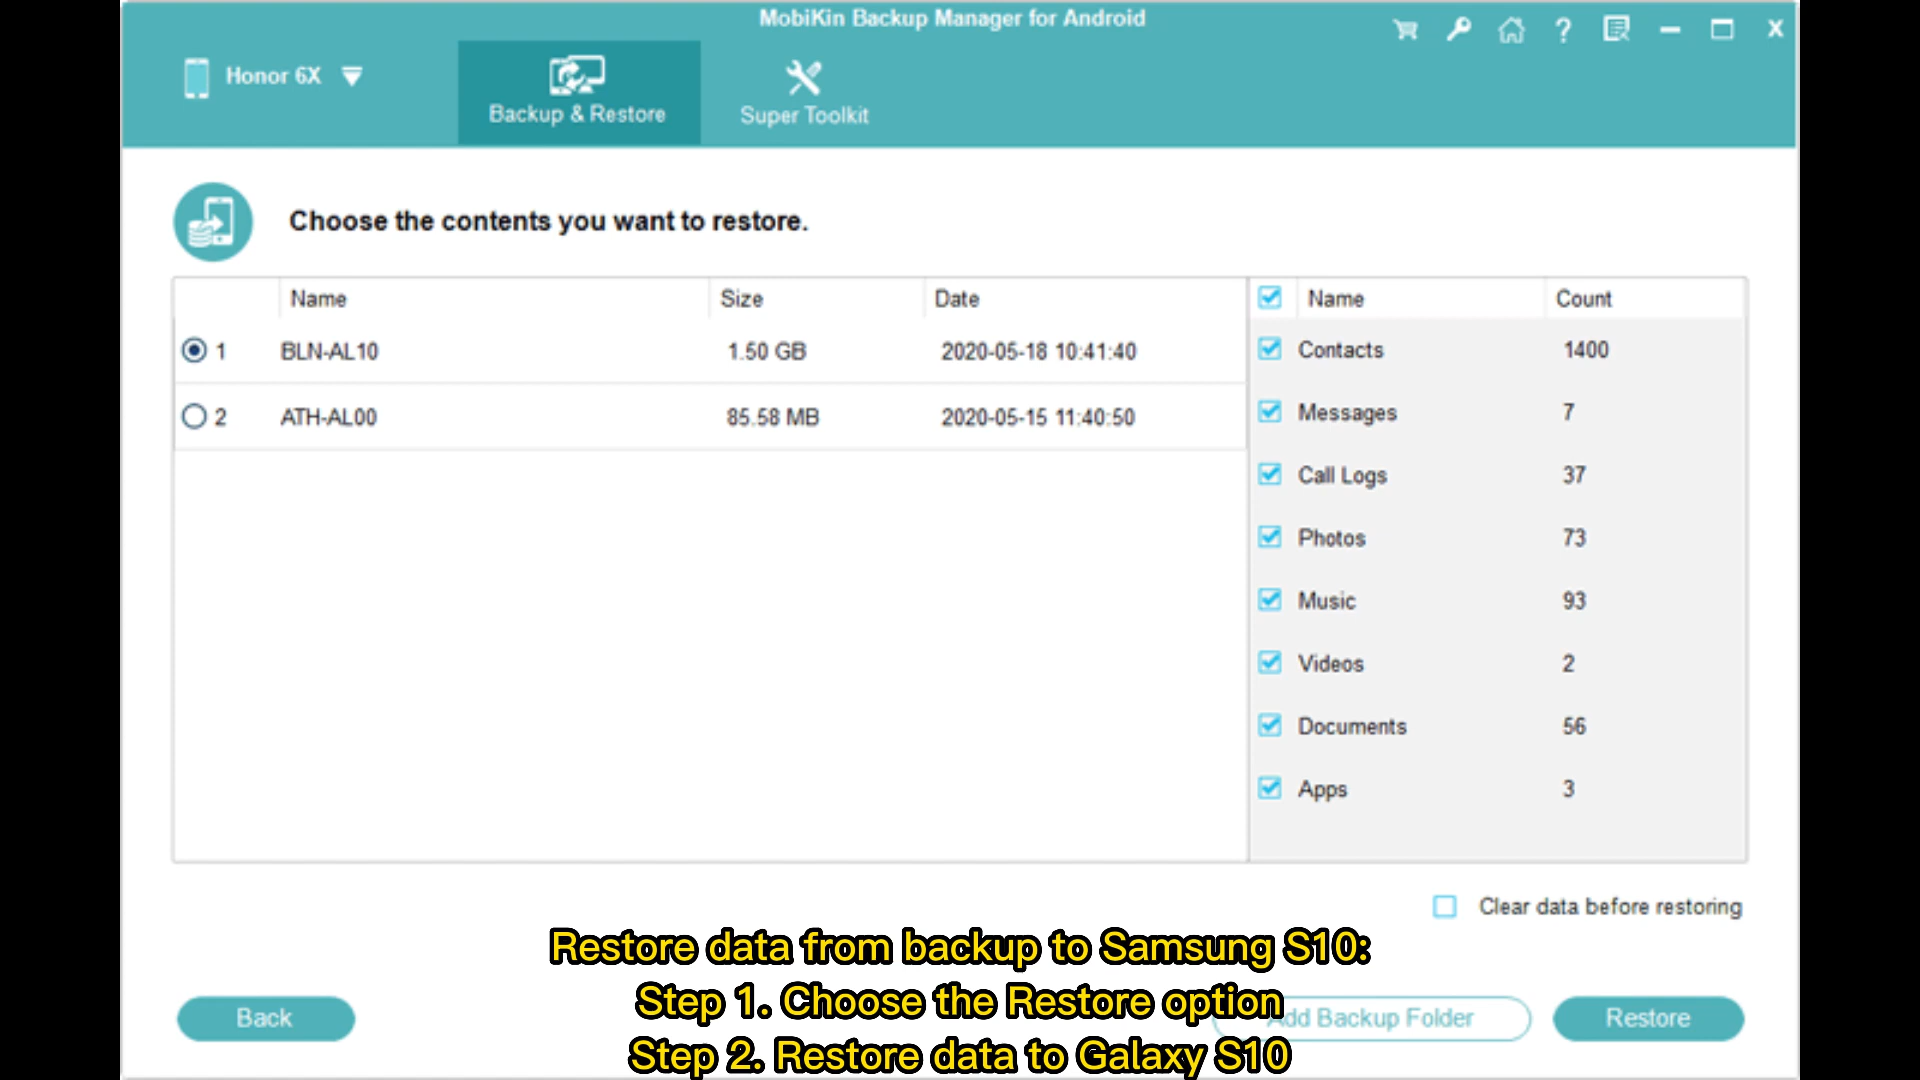 MobiKin Backup Manager for Android
?
X
Honor 6X
Backup & Restore
Super Toolkit
Choose the contents you want to restore.
Name Size Date
1 BLN-AL10 1.50 GB 2020-05-18 10:41:40
2 ATH-AL00 85.58 MB 2020-05-15 11:40:50
Name Count
Contacts 1400
Messages 7
Call Logs 37
Photos 73
Music 93
Videos 2
Documents 56
Apps 3
Clear data before restoring
Back
Add Backup Folder
Restore
Restore data from backup to Samsung S10:
Step 1. Choose the Restore option
Step 2. Restore data to Galaxy S10